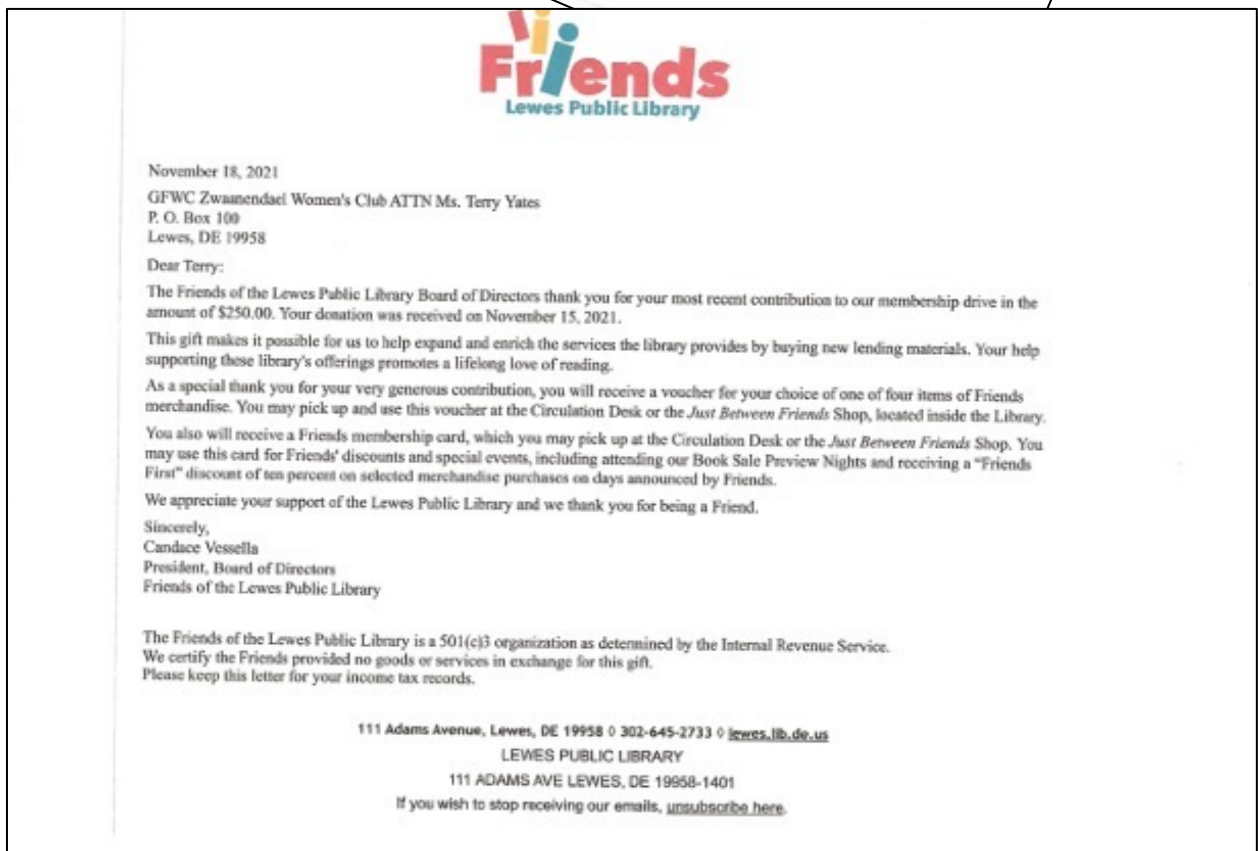 Friends
Lewes Public Library
November 18, 2021
GFWC Zwaanendael Women's Club ATTN Ms. Terry Yates
P. O. Box 100
Lewes, DE 19958
Dear Terry:
The Friends of the Lewes Public Library Board of Directors thank you for your most recent contribution to our membership drive in the
amount of $250.00. Your donation was received on November 15, 2021.
This gift makes it possible for us to help expand and enrich the services the library provides by buying new lending materials. Your help
supporting these library's offerings promotes a lifelong love of reading.
As a special thank you for your very generous contribution, you will receive a voucher for your choice of one of four items of Friends
merchandise. You may pick up and use this voucher at the Circulation Desk or the Just Between Friends Shop, located inside the Library.
You also will receive a Friends membership card, which you may pick up at the Circulation Desk or the Just Between Friends Shop. You
may use this card for Friends' discounts and special events, including attending our Book Sale Preview Nights and receiving a "Friends
First" discount of ten percent on selected merchandise purchases on days announced by Friends.
We appreciate your support of the Lewes Public Library and we thank you for being a Friend.
Sincerely,
Candace Vessella
President, Board of Directors
Friends of the Lewes Public Library
The Friends of the Lewes Public Library is a 501(c)3 organization as determined by the Internal Revenue Service.
We certify the Friends provided no goods or services in exchange for this gift.
Please keep this letter for your income tax records.
111 Adams Avenue, Lewes, DE 19958 ◊ 302-645-2733 ◊ lewes.lib.de.us
LEWES PUBLIC LIBRARY
111 ADAMS AVE LEWES, DE 19958-1401
If you wish to stop receiving our emails, unsubscribe here.